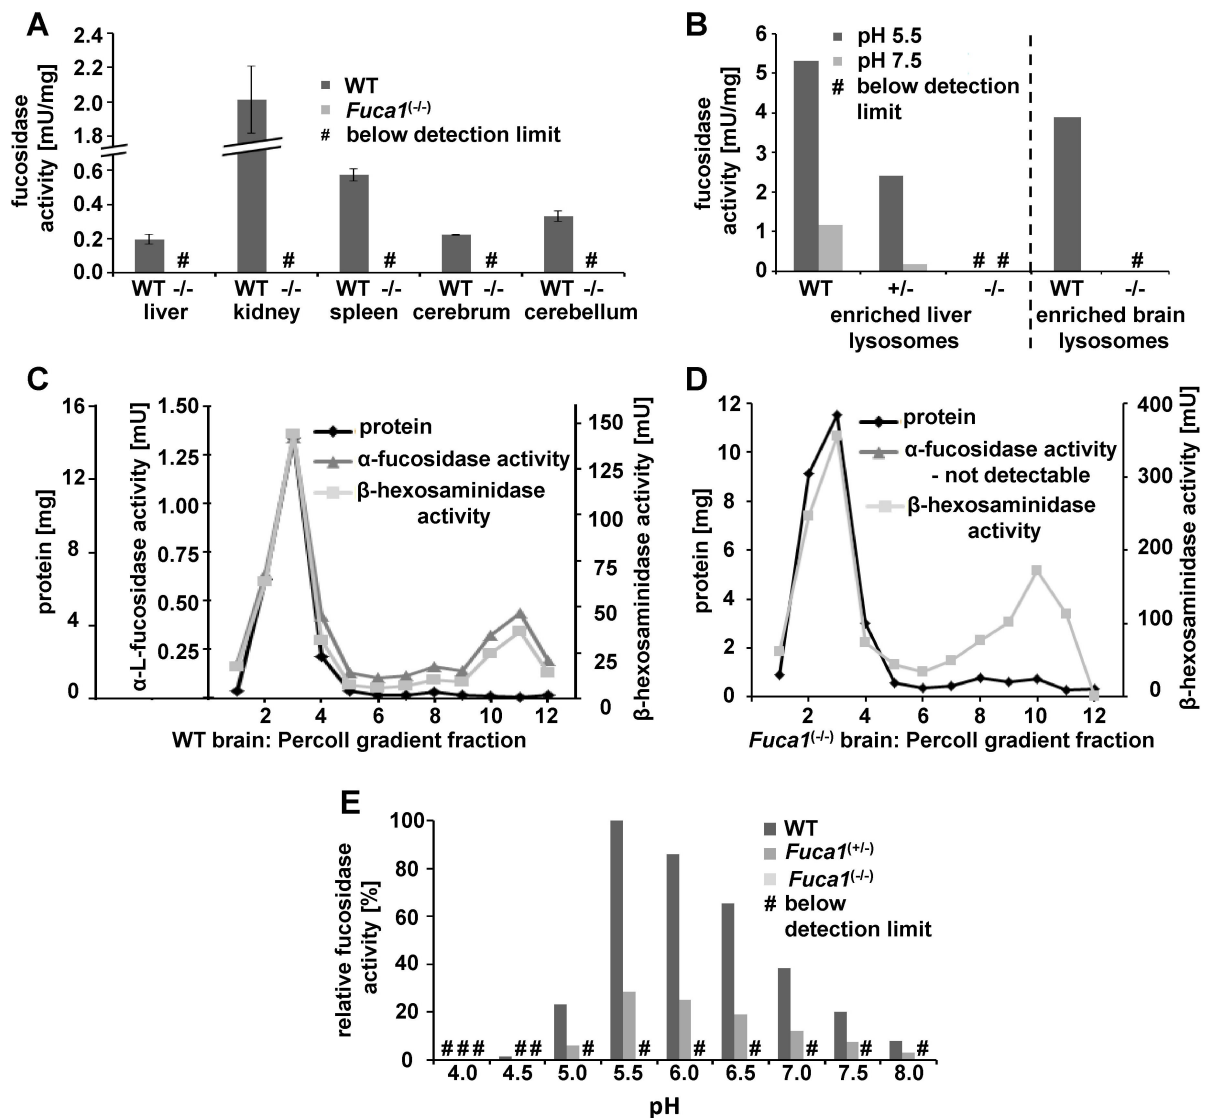 A
fucosidase
activity [mU/mg]
2.4
2.2
2.0
1.8
0.6
0.4
0.2
0.0
WT
Fuca1(-/-)
# below detection limit
# # # # #
WT -/- WT -/- WT -/- WT -/- WT -/-
liver kidney spleen cerebrum cerebellum
B
fucosidase
activity [mU/mg]
6
5
4
3
2
1
0
pH 5.5
pH 7.5
# below detection
limit
# # #
WT +/- -/- WT -/-
enriched liver
lysosomes
enriched brain
lysosomes
C
protein [mg]
16
12
8
4
0
α-L-fucosidase activity [mU]
1.50
1.25
1.00
0.75
0.50
0.25
protein
α-fucosidase activity
β-hexosaminidase
activity
β-hexosaminidase activity [mU]
150
125
100
75
50
25
0
2 4 6 8 10 12
WT brain: Percoll gradient fraction
D
protein [mg]
12
10
8
6
4
2
0
protein
α-fucosidase activity
- not detectable
β-hexosaminidase
activity
β-hexosaminidase activity [mU]
400
300
200
100
0
2 4 6 8 10 12
Fuca1(-/-) brain: Percoll gradient fraction
E
relative fucosidase
activity [%]
100
80
60
40
20
0
WT
Fuca1(+/-)
Fuca1(-/-)
# below
detection limit
# # # # # # # # # # # #
4.0 4.5 5.0 5.5 6.0 6.5 7.0 7.5 8.0
pH